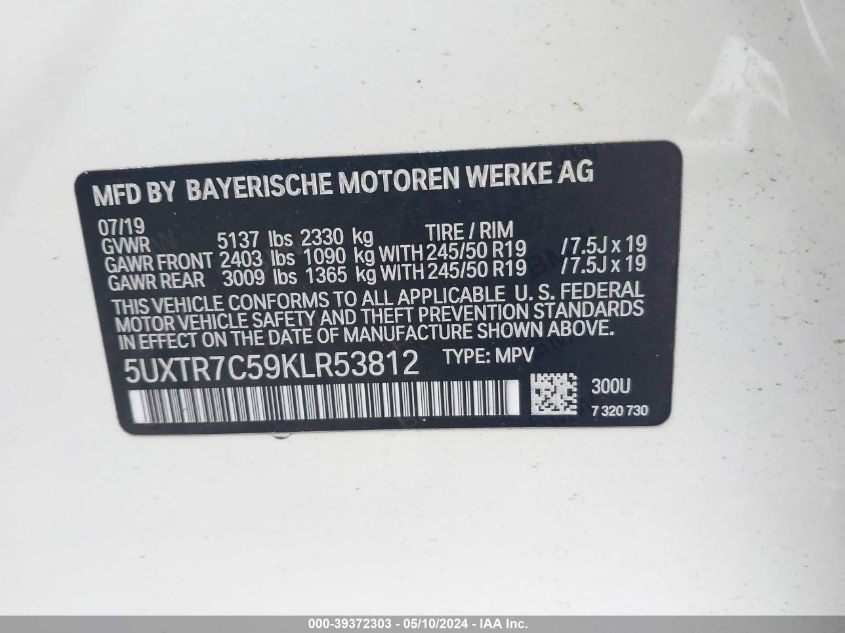 MFD BY BAYERISCHE MOTOREN WERKE AG
07/19
GVWR 5137 lbs 2330 kg TIRE / RIM
GAWR FRONT 2403 lbs 1090 kg WITH 245/50 R19 /7.5J x 19
GAWR REAR 3009 lbs 1365 kg WITH 245/50 R19 /7.5J x 19
THIS VEHICLE CONFORMS TO ALL APPLICABLE U. S. FEDERAL
MOTOR VEHICLE SAFETY AND THEFT PREVENTION STANDARDS
IN EFFECT ON THE DATE OF MANUFACTURE SHOWN ABOVE.
5UXTR7C59KLR53812 TYPE: MPV
300U
7 320 730
000-39372303 - 05/10/2024 - IAAI, Inc.